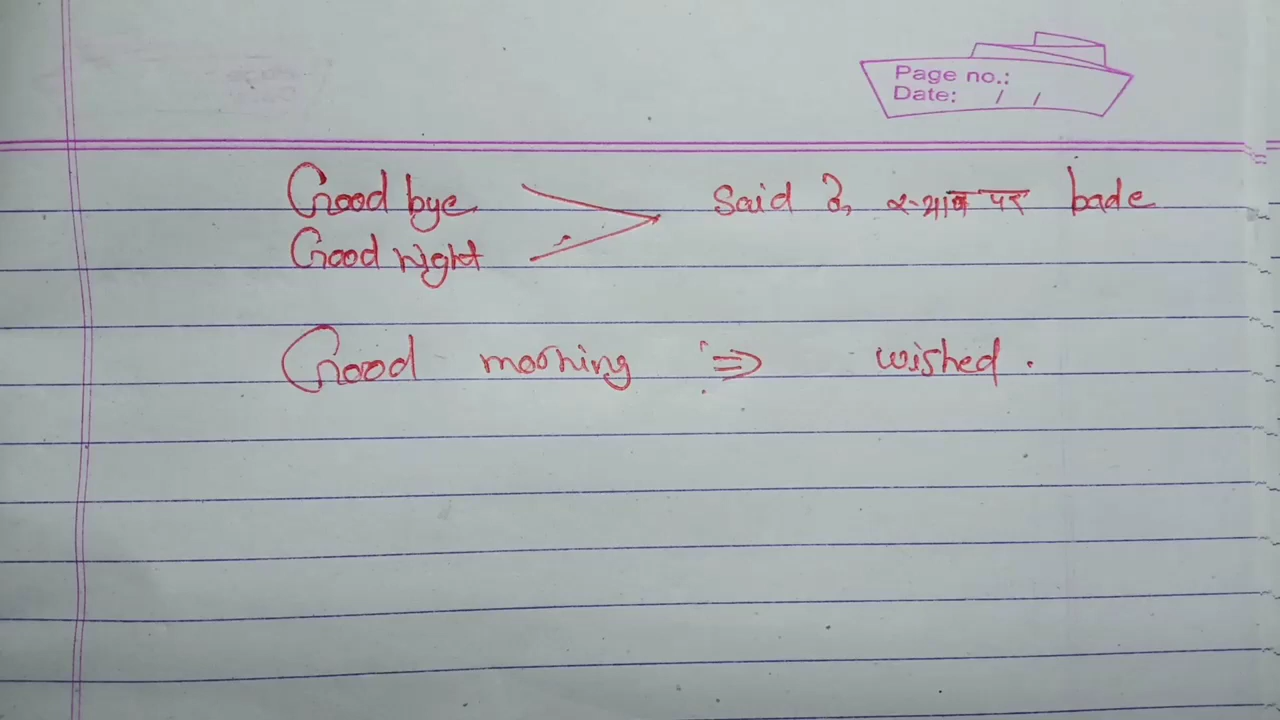 Page no.:
Date: / /
Good bye
Good night
Said के स्थान पर bade
Good morning :⇒ wished.